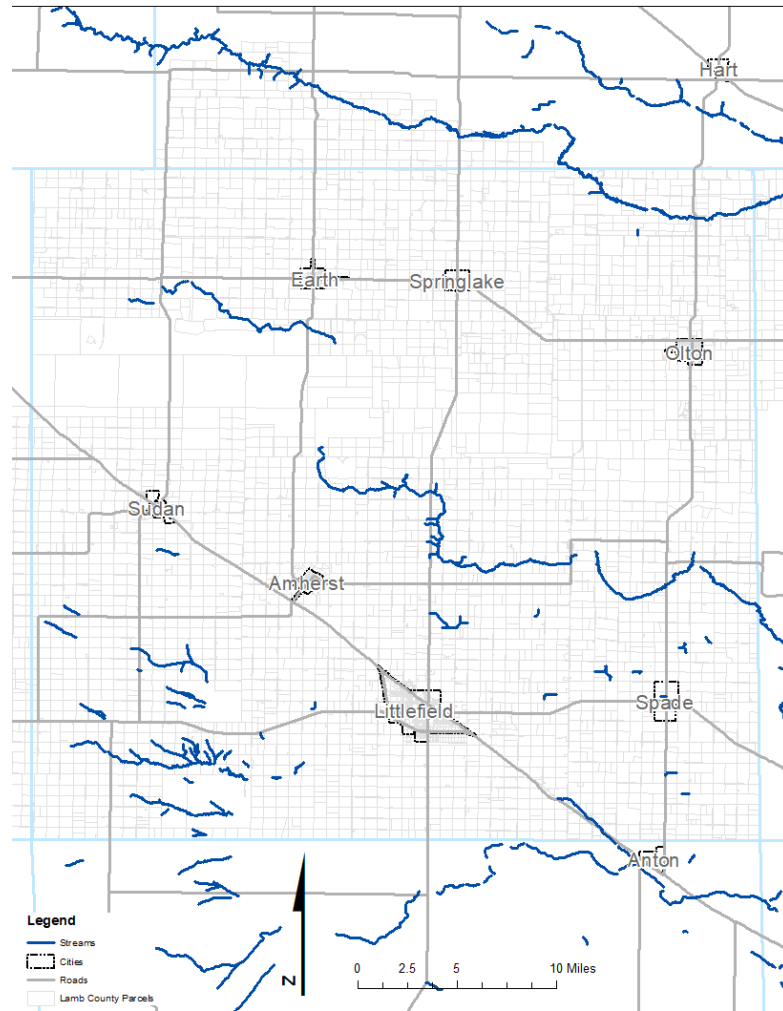 Hart
Earth
Springlake
Olton
Sudan
Amherst
Littlefield
Spade
Anton
Legend
Streams
Cities
Roads
Lamb County Parcels
N
0 2.5 5 10 Miles